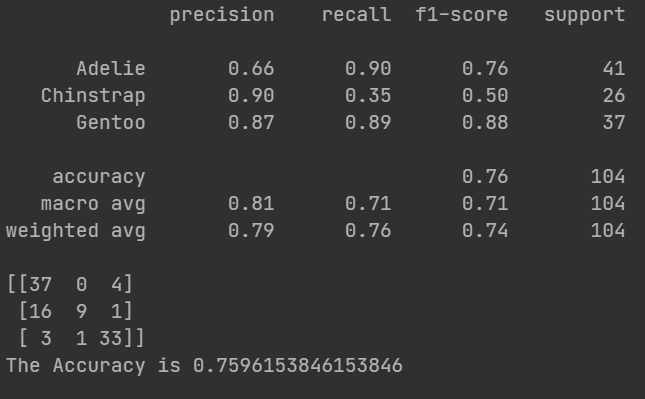 precision    recall  f1-score   support

      Adelie       0.66      0.90      0.76        41
   Chinstrap       0.90      0.35      0.50        26
      Gentoo       0.87      0.89      0.88        37

    accuracy                           0.76       104
   macro avg       0.81      0.71      0.71       104
weighted avg       0.79      0.76      0.74       104

[[37  0  4]
 [16  9  1]
 [ 3  1 33]]
The Accuracy is 0.7596153846153846